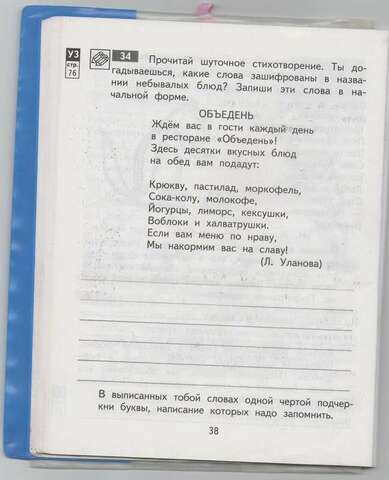 УЗ
стр.
76
34 Прочитай шуточное стихотворение. Ты до-
гадываешься, какие слова зашифрованы в назва-
нии небывалых блюд? Запиши эти слова в на-
чальной форме.
ОБЪЕДЕНЬ
Ждём вас в гости каждый день
в ресторане «Объедень»!
Здесь десятки вкусных блюд
на обед вам подадут:
Крюкву, пастилад, моркофель,
Сока-колу, молокофе,
Йогурцы, лиморс, кексушки,
Воблоки и халватрушки.
Если вам меню по нраву,
Мы накормим вас на славу!
(Л. Уланова)
В выписанных тобой словах одной чертой подчер-
кни буквы, написание которых надо запомнить.
38